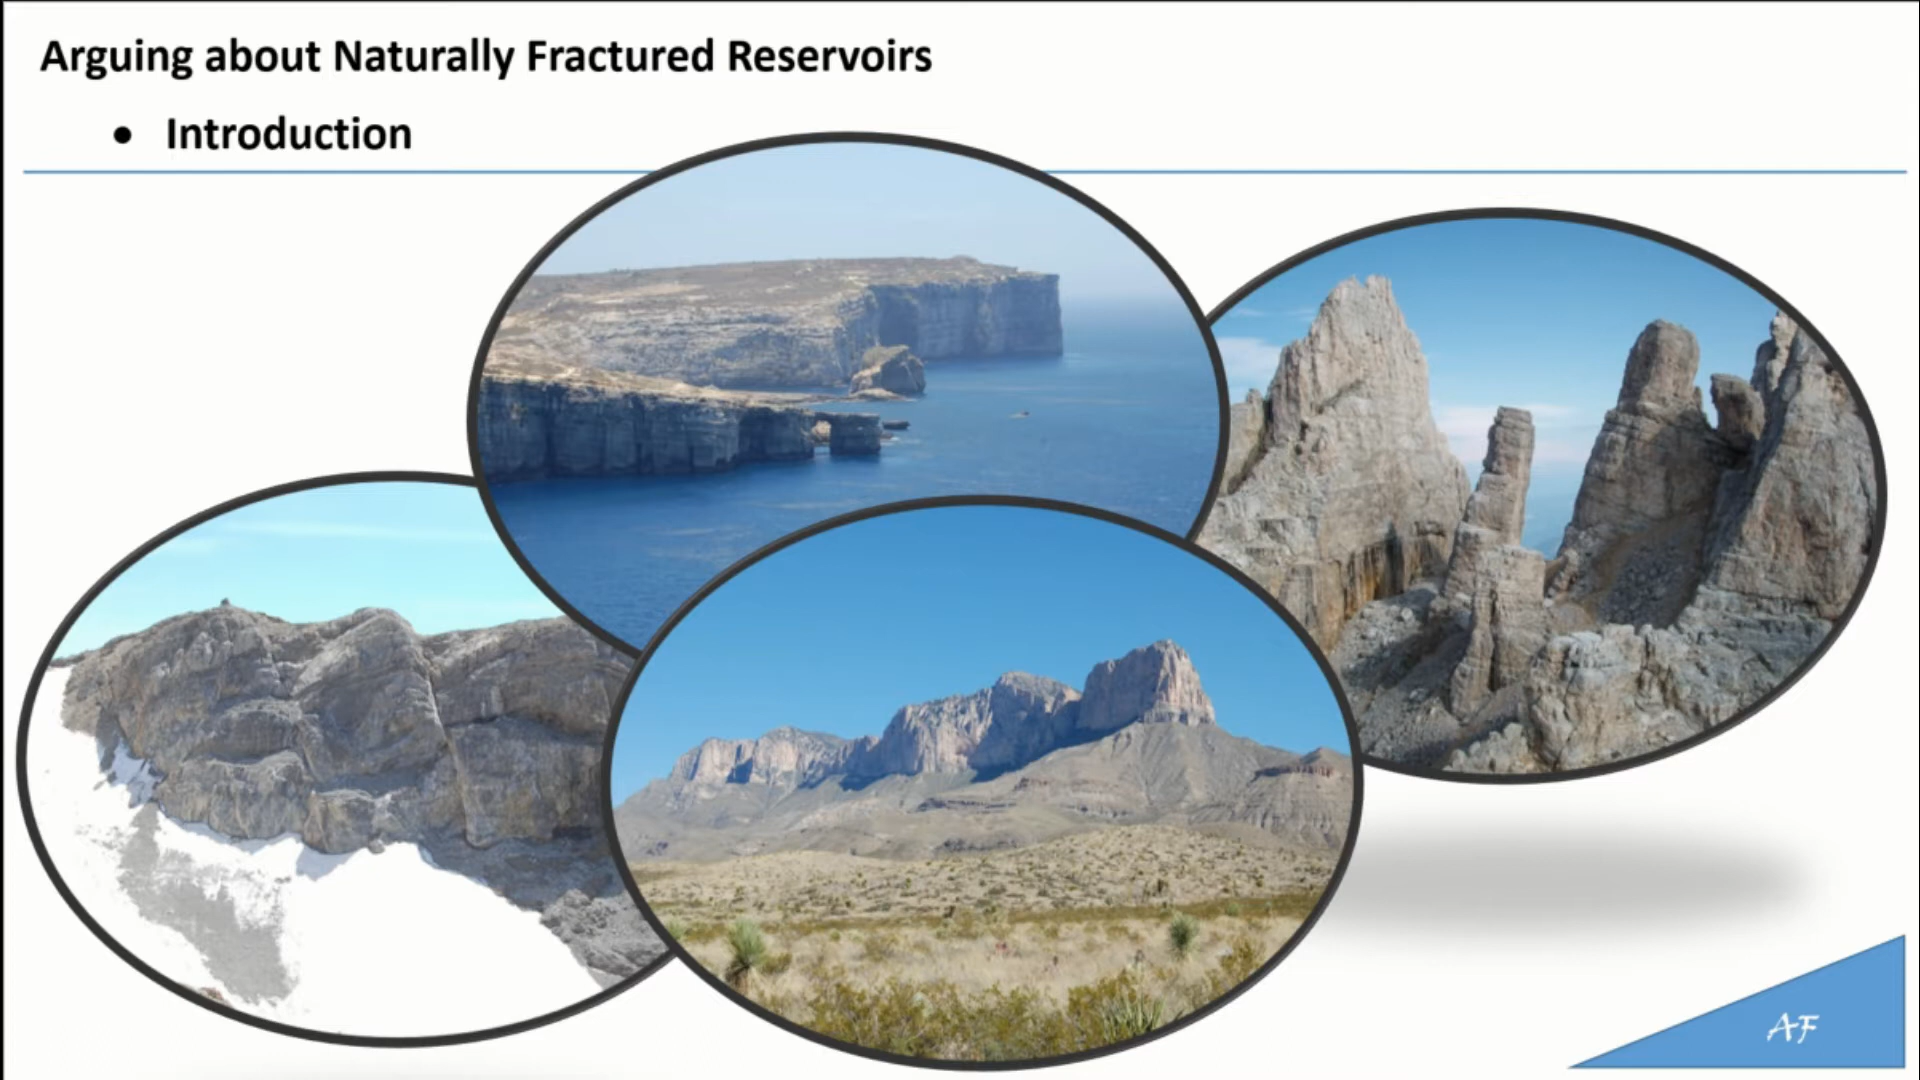 Arguing about Naturally Fractured Reservoirs
• Introduction
AF